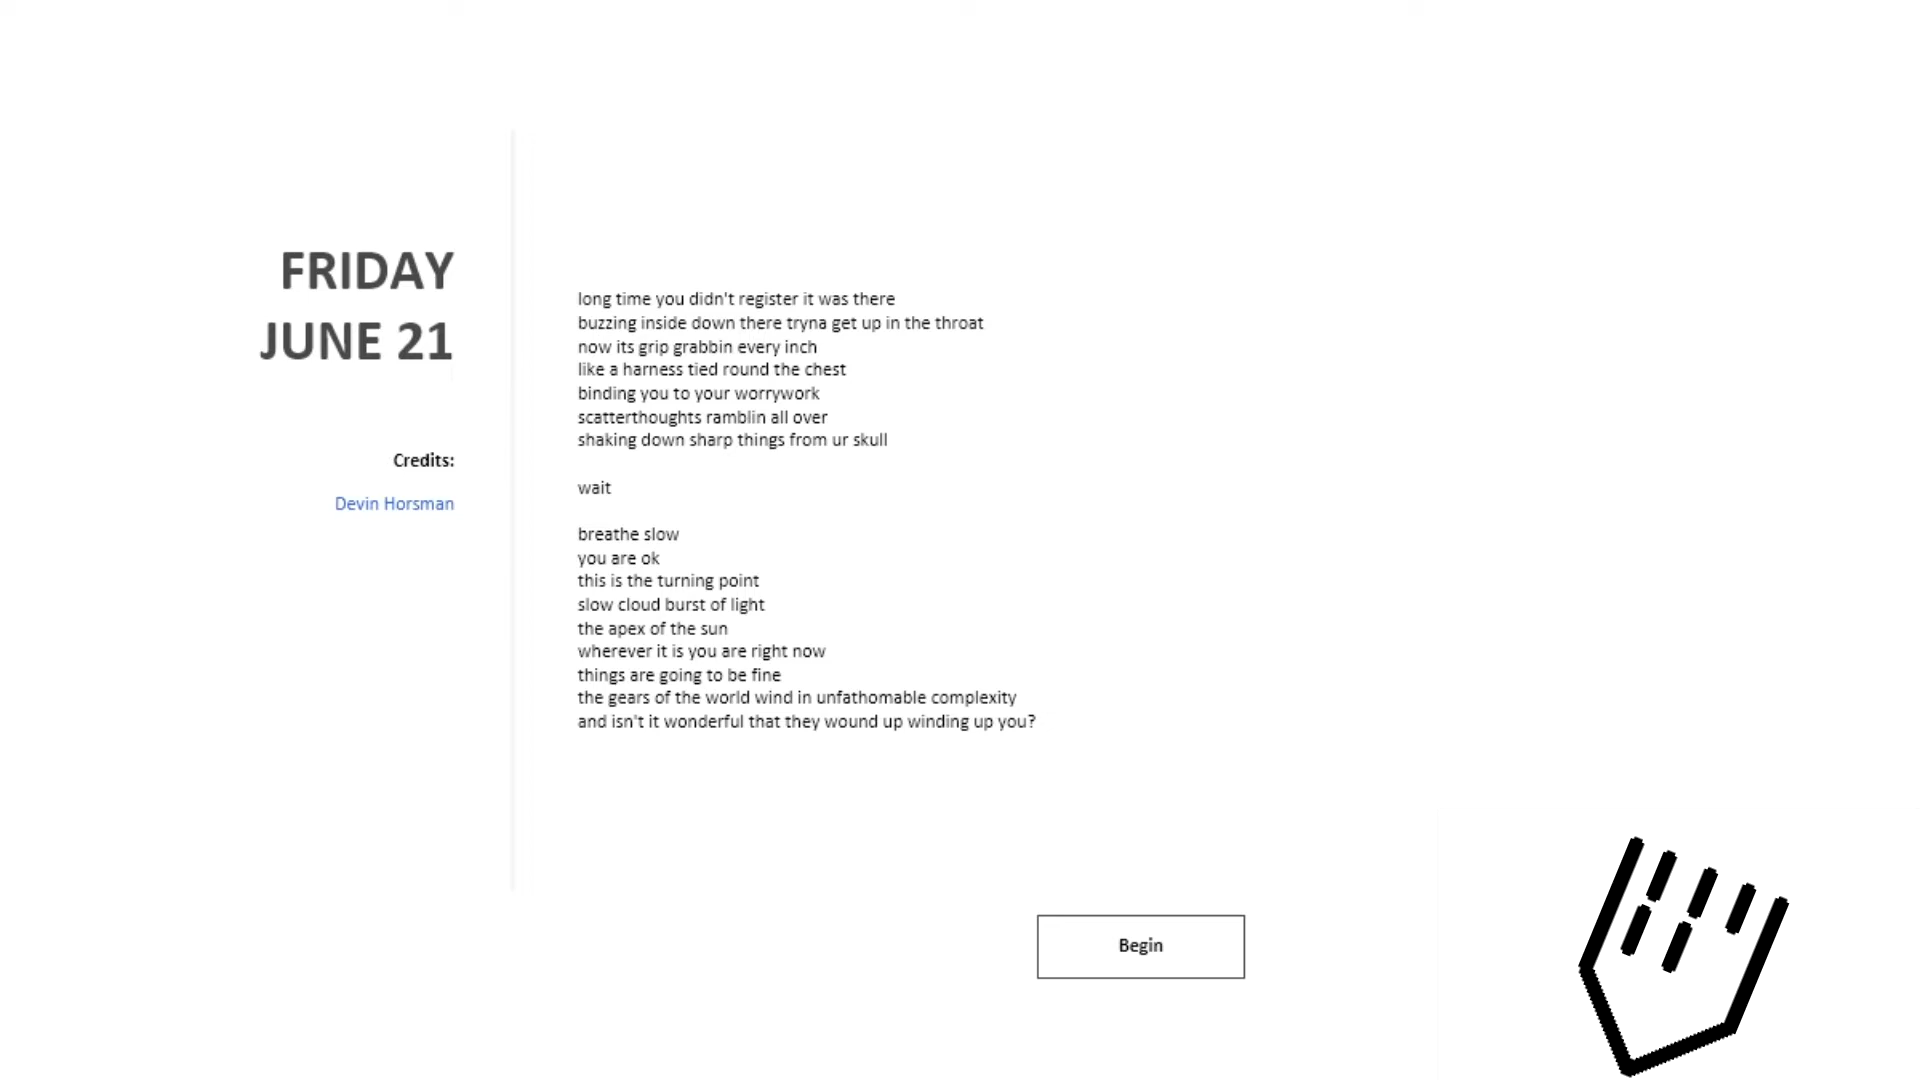 FRIDAY
JUNE 21
Credits:
Devin Horsman
long time you didn't register it was there
buzzing inside down there tryna get up in the throat
now its grip grabbin every inch
like a harness tied round the chest
binding you to your worrywork
scatterthoughts ramblin all over
shaking down sharp things from ur skull
wait
breathe slow
you are ok
this is the turning point
slow cloud burst of light
the apex of the sun
wherever it is you are right now
things are going to be fine
the gears of the world wind in unfathomable complexity
and isn't it wonderful that they wound up winding up you?
Begin